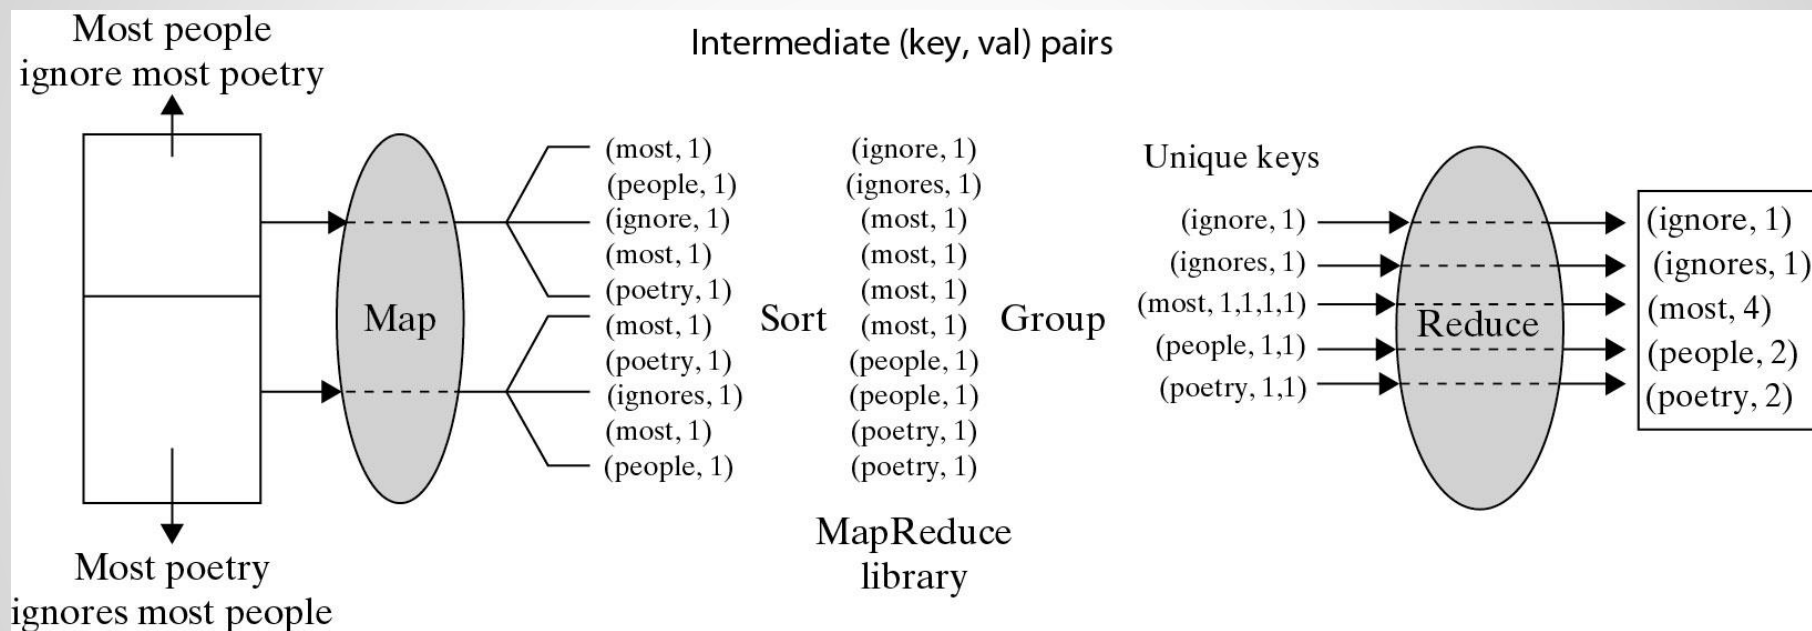 Most people
ignore most poetry
Intermediate (key, val) pairs
Map
(most, 1)
(people, 1)
(ignore, 1)
(most, 1)
(poetry, 1)
(most, 1)
(poetry, 1)
(ignores, 1)
(most, 1)
(people, 1)
Sort
(ignore, 1)
(ignores, 1)
(most, 1)
(most, 1)
(most, 1)
(most, 1)
(people, 1)
(people, 1)
(poetry, 1)
(poetry, 1)
Group
Unique keys
(ignore, 1)
(ignores, 1)
(most, 1,1,1,1)
(people, 1,1)
(poetry, 1,1)
Reduce
(ignore, 1)
(ignores, 1)
(most, 4)
(people, 2)
(poetry, 2)
MapReduce
library
Most poetry
ignores most people